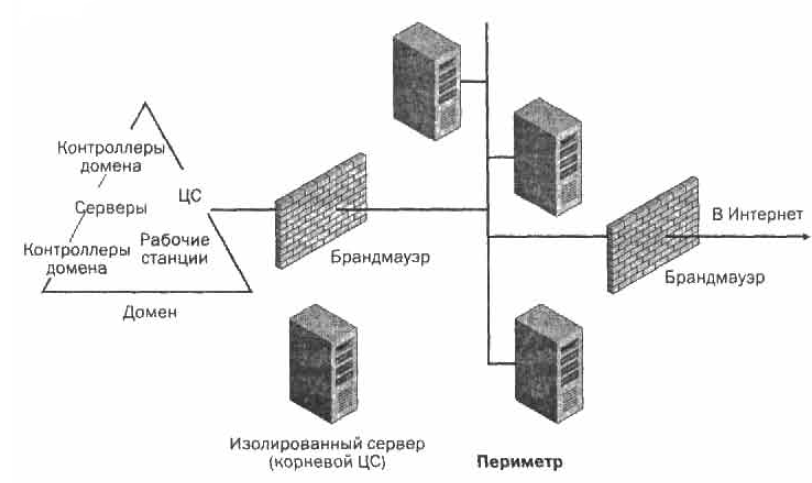 Контроллеры
домена
ЦС
Серверы
Рабочие
станции
Контроллеры
домена
Домен
Брандмауэр
В Интернет
Брандмауэр
Изолированный сервер
(корневой ЦС)
Периметр